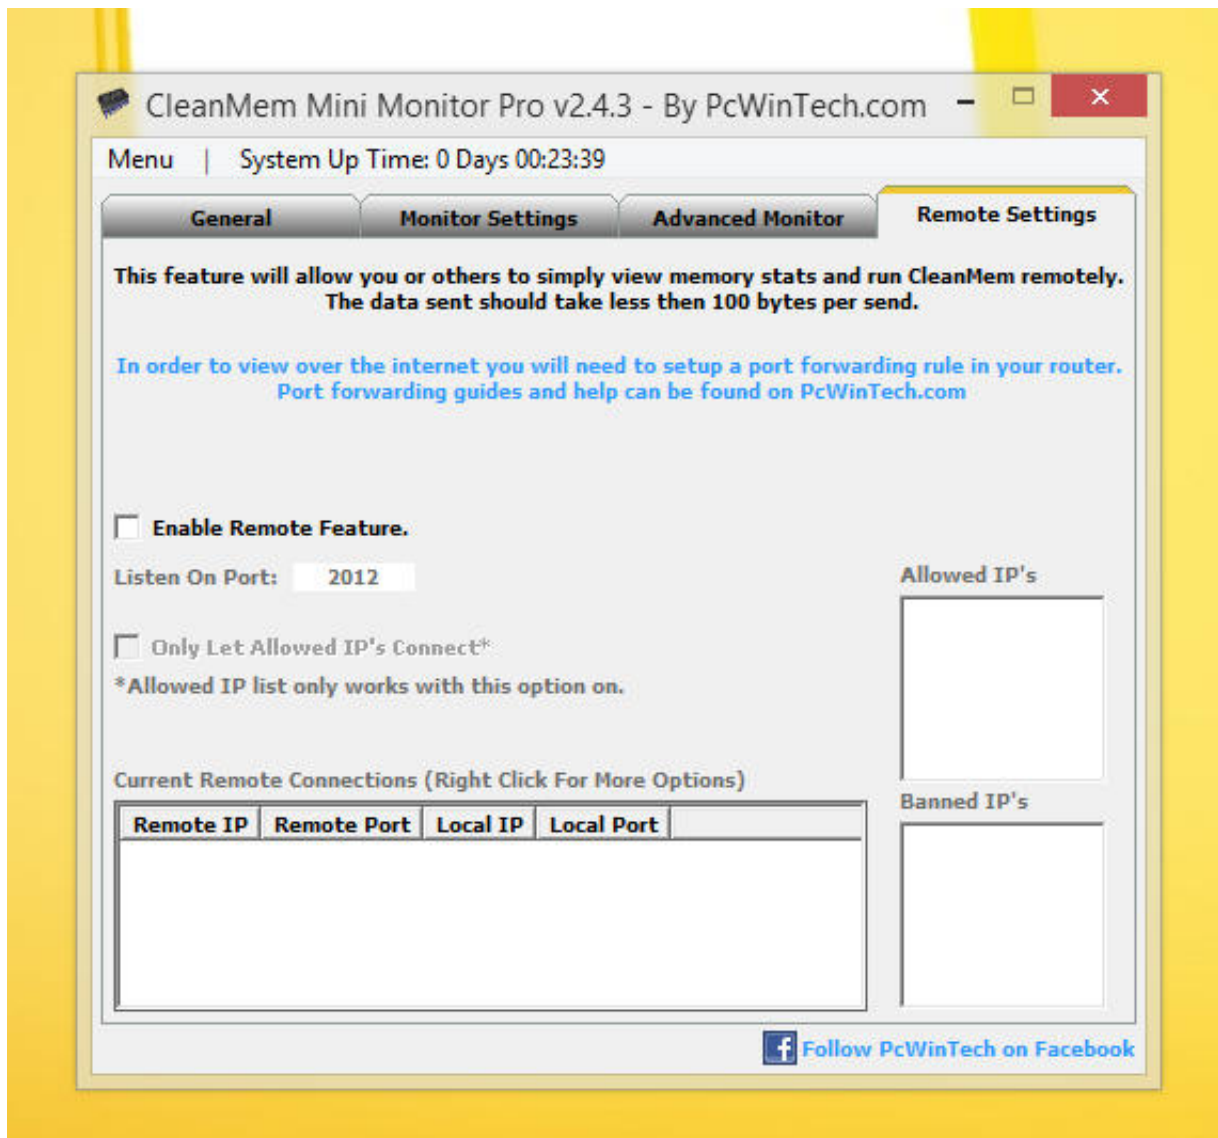 CleanMem Mini Monitor Pro v2.4.3 - By PcWinTech.com
Menu | System Up Time: 0 Days 00:23:39
General Monitor Settings Advanced Monitor Remote Settings
This feature will allow you or others to simply view memory stats and run CleanMem remotely.
The data sent should take less then 100 bytes per send.
In order to view over the internet you will need to setup a port forwarding rule in your router.
Port forwarding guides and help can be found on PcWinTech.com
Enable Remote Feature.
Listen On Port: 2012
Allowed IP's
Only Let Allowed IP's Connect*
*Allowed IP list only works with this option on.
Current Remote Connections (Right Click For More Options)
Banned IP's
Remote IP Remote Port Local IP Local Port
Follow PcWinTech on Facebook